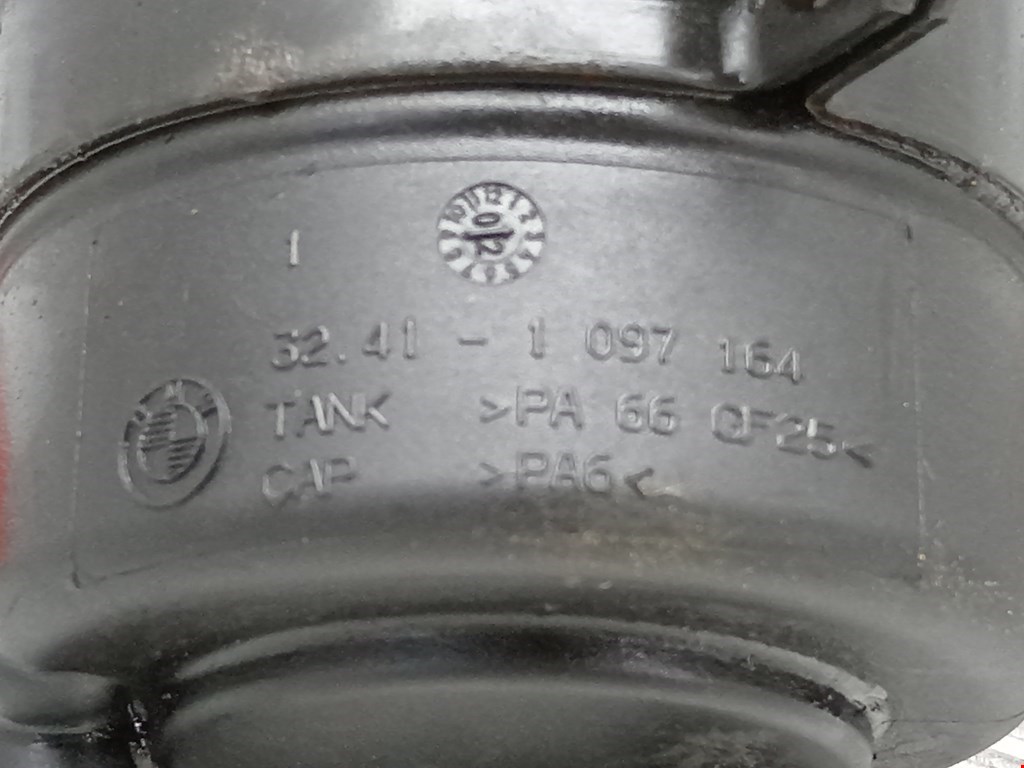 1
32.41 - 1 097 164
TANK >PA 66 GF25<
CAP >PA6<